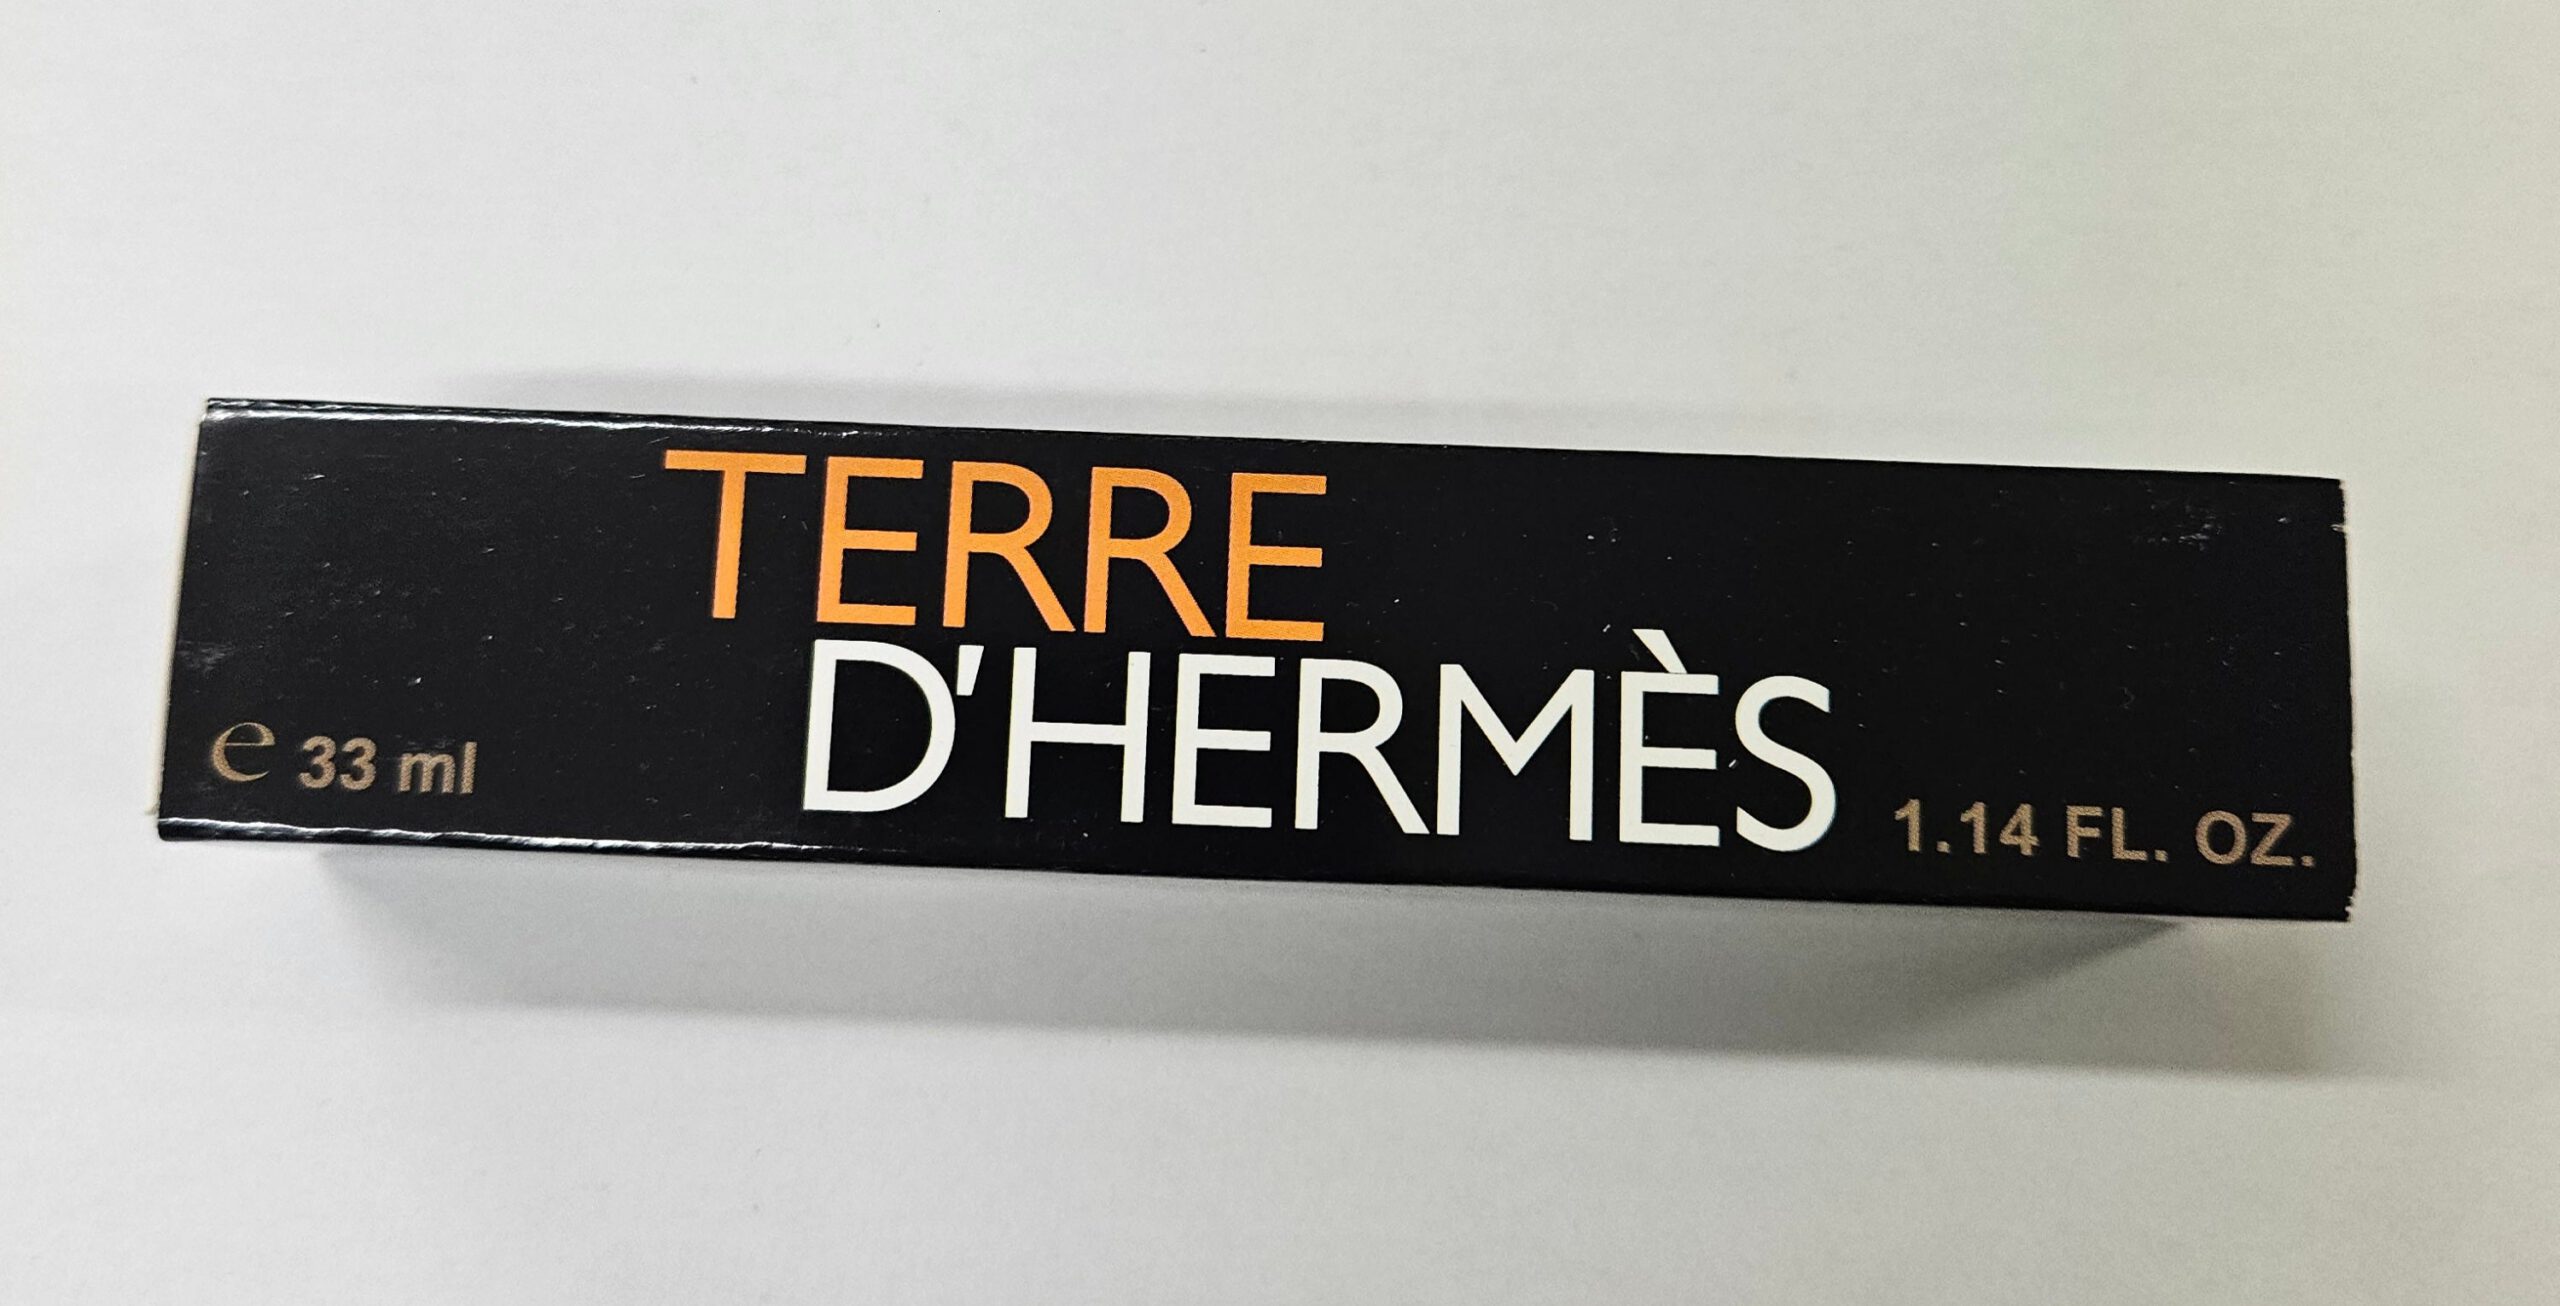 TERRE
D'HERMÈS
℮ 33 ml
1.14 FL. OZ.